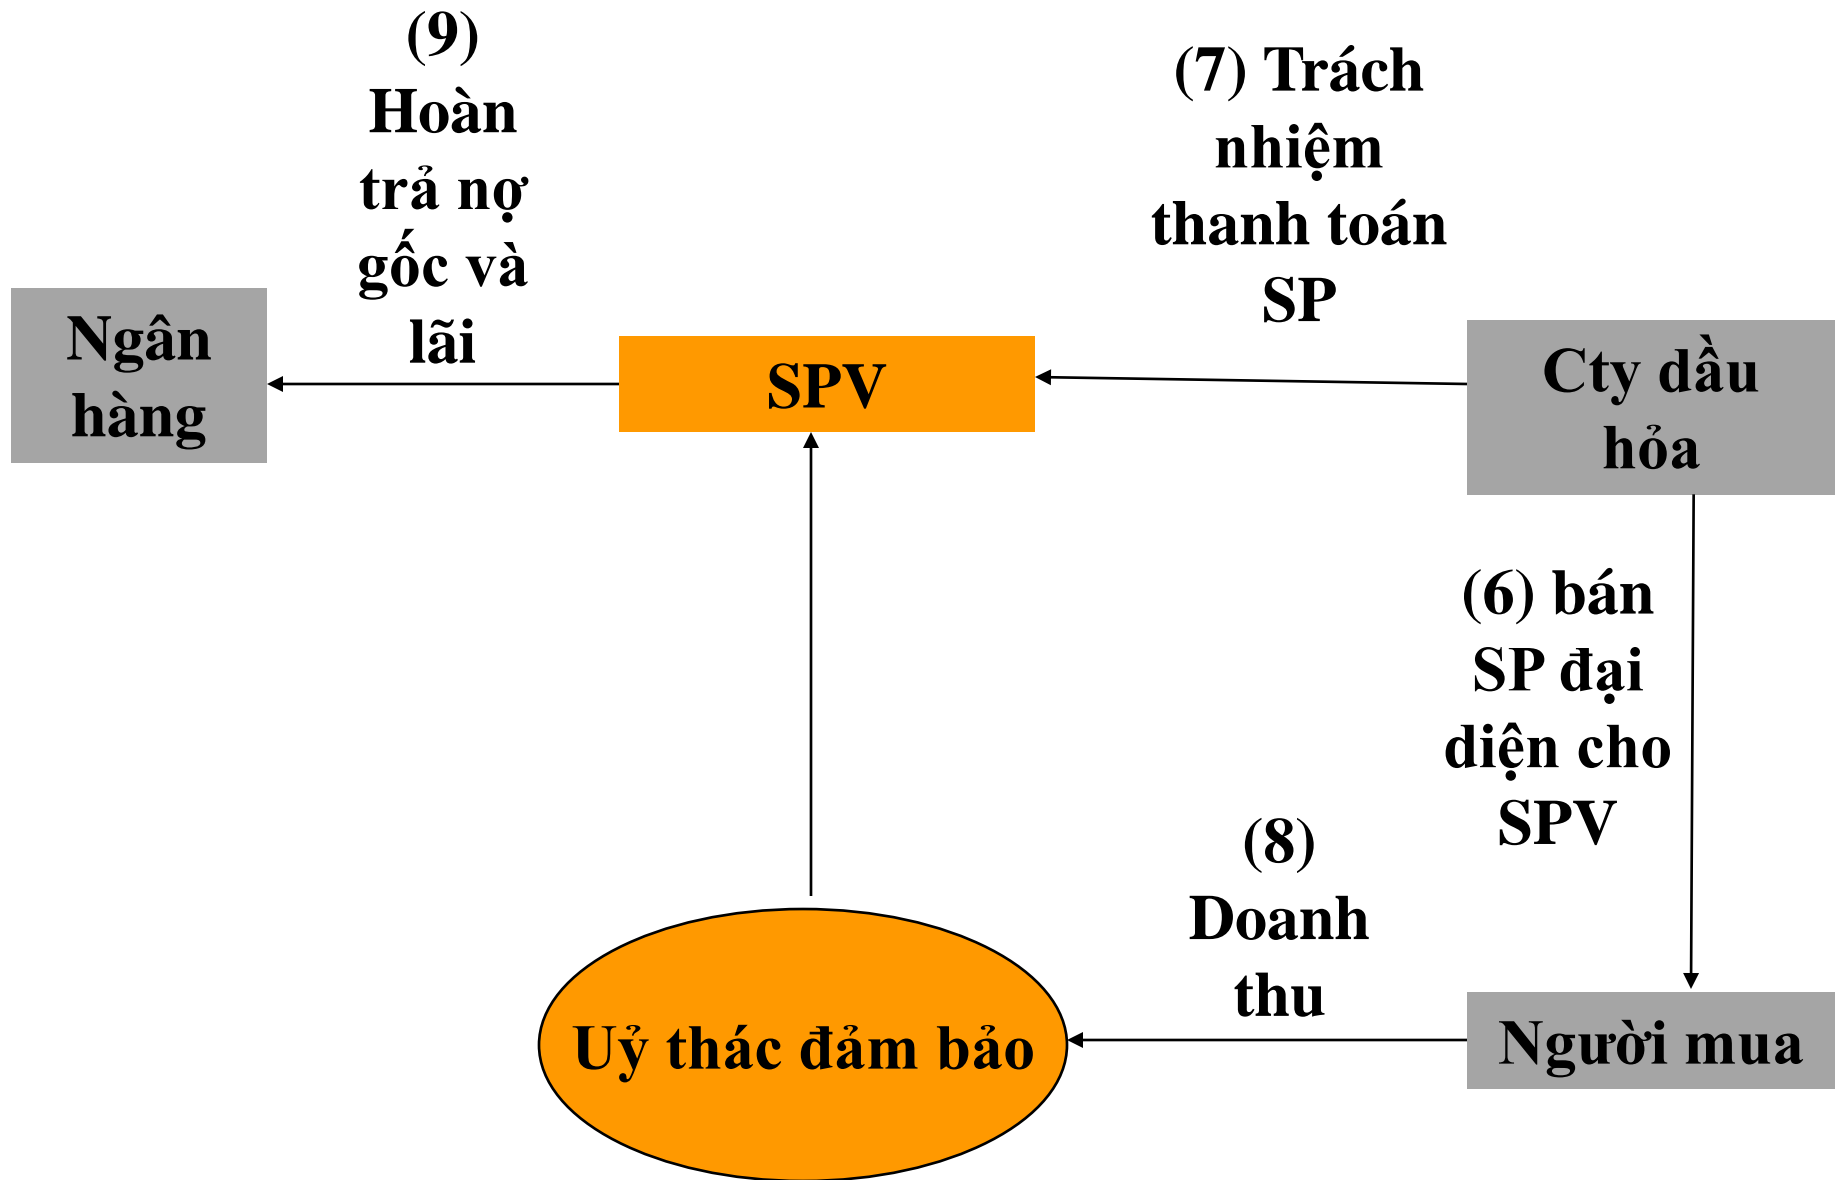 (9)
Hoàn
trả nợ
gốc và
lãi
(7) Trách
nhiệm
thanh toán
SP
Ngân
hàng
SPV
Cty dầu
hỏa
(6) bán
SP đại
diện cho
SPV
(8)
Doanh
thu
Uỷ thác đảm bảo
Người mua